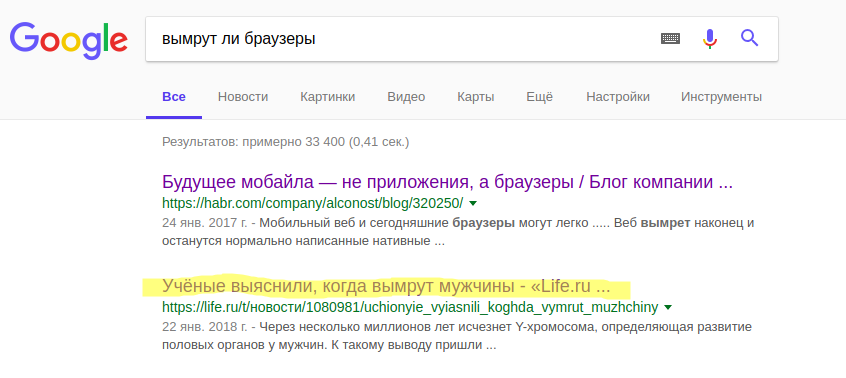 Google
вымрут ли браузеры
Все Новости Картинки Видео Карты Ещё Настройки Инструменты
Результатов: примерно 33 400 (0,41 сек.)
Будущее мобайла — не приложения, а браузеры / Блог компании ...
https://habr.com/company/alconost/blog/320250/
24 янв. 2017 г. - Мобильный веб и сегодняшние браузеры могут легко ..... Веб вымрет наконец и
останутся нормально написанные нативные ...
Учёные выяснили, когда вымрут мужчины - «Life.ru ...
https://life.ru/t/новости/1080981/uchionyie_vyiasnili_koghda_vymrut_muzhchiny
22 янв. 2018 г. - Через несколько миллионов лет исчезнет Y-хромосома, определяющая развитие
половых органов у мужчин. К такому выводу пришли ...